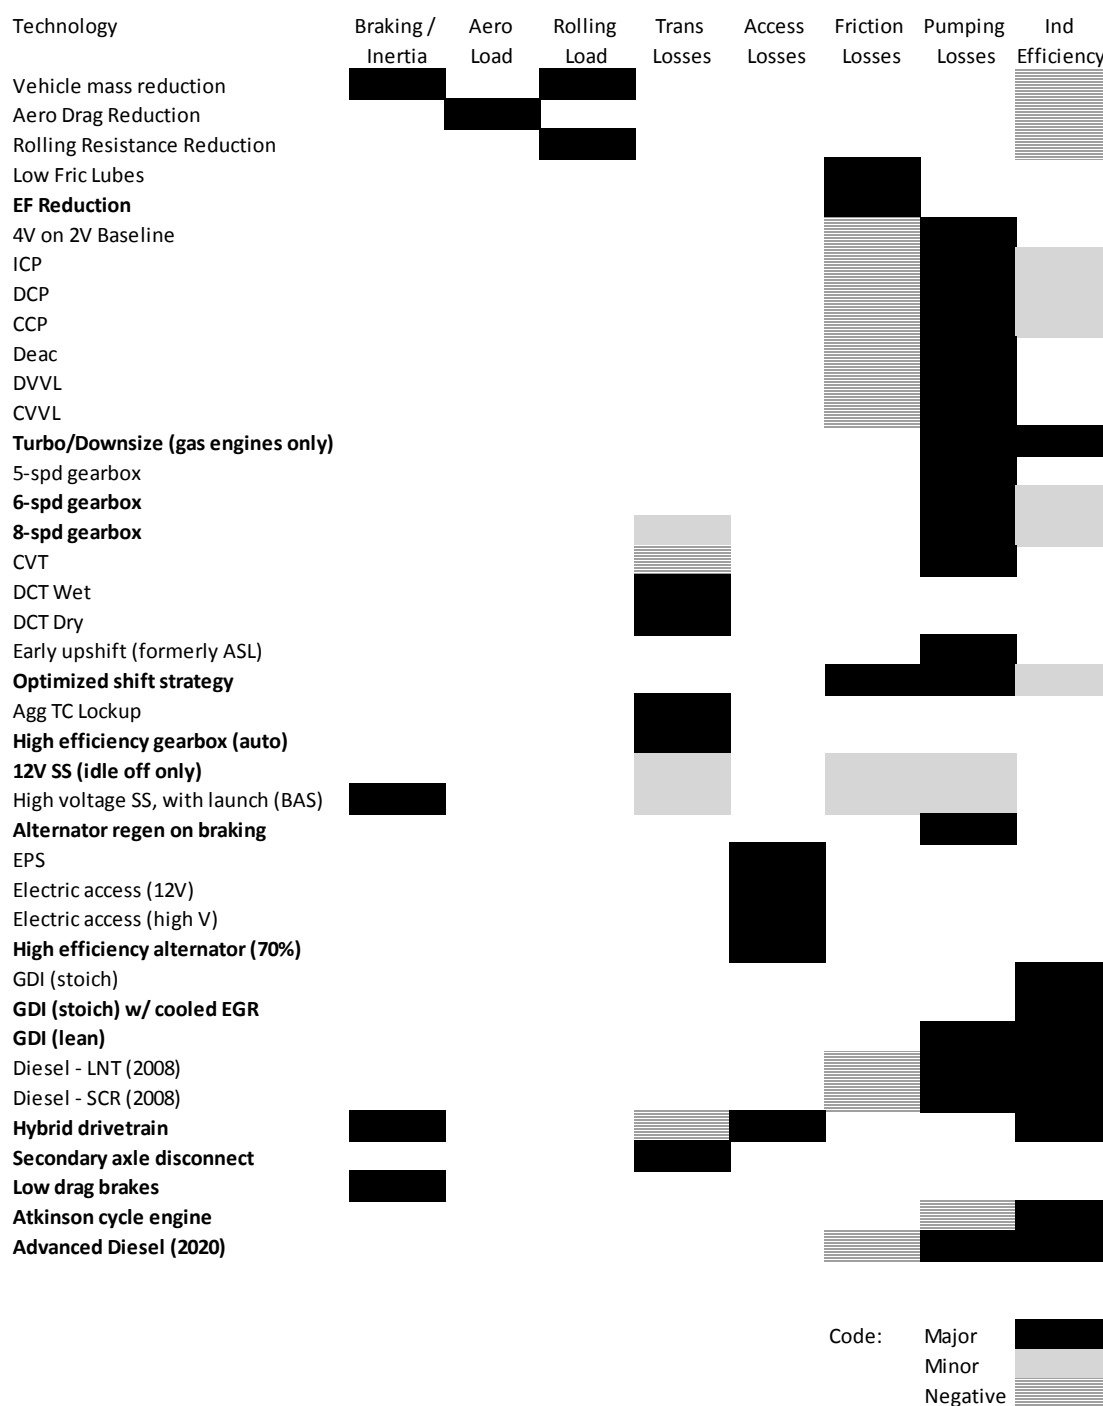 Technology Braking / Aero Rolling Trans Access Friction Pumping Ind
Inertia Load Load Losses Losses Losses Losses Efficiency
Vehicle mass reduction
Aero Drag Reduction
Rolling Resistance Reduction
Low Fric Lubes
EF Reduction
4V on 2V Baseline
ICP
DCP
CCP
Deac
DVVL
CVVL
Turbo/Downsize (gas engines only)
5-spd gearbox
6-spd gearbox
8-spd gearbox
CVT
DCT Wet
DCT Dry
Early upshift (formerly ASL)
Optimized shift strategy
Agg TC Lockup
High efficiency gearbox (auto)
12V SS (idle off only)
High voltage SS, with launch (BAS)
Alternator regen on braking
EPS
Electric access (12V)
Electric access (high V)
High efficiency alternator (70%)
GDI (stoich)
GDI (stoich) w/ cooled EGR
GDI (lean)
Diesel - LNT (2008)
Diesel - SCR (2008)
Hybrid drivetrain
Secondary axle disconnect
Low drag brakes
Atkinson cycle engine
Advanced Diesel (2020)
Code: Major
Minor
Negative